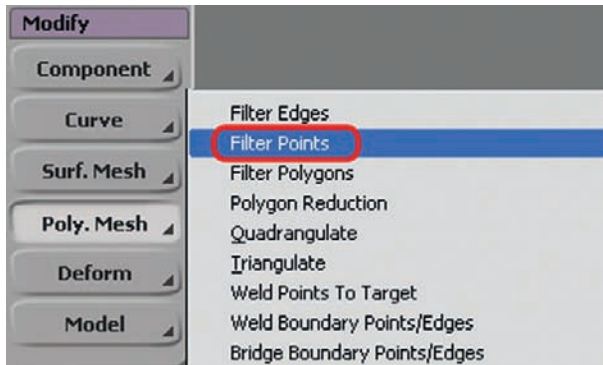 Modify
Component
Curve
Surf. Mesh
Poly. Mesh
Deform
Model
Filter Edges
Filter Points
Filter Polygons
Polygon Reduction
Quadrangulate
Triangulate
Weld Points To Target
Weld Boundary Points/Edges
Bridge Boundary Points/Edges